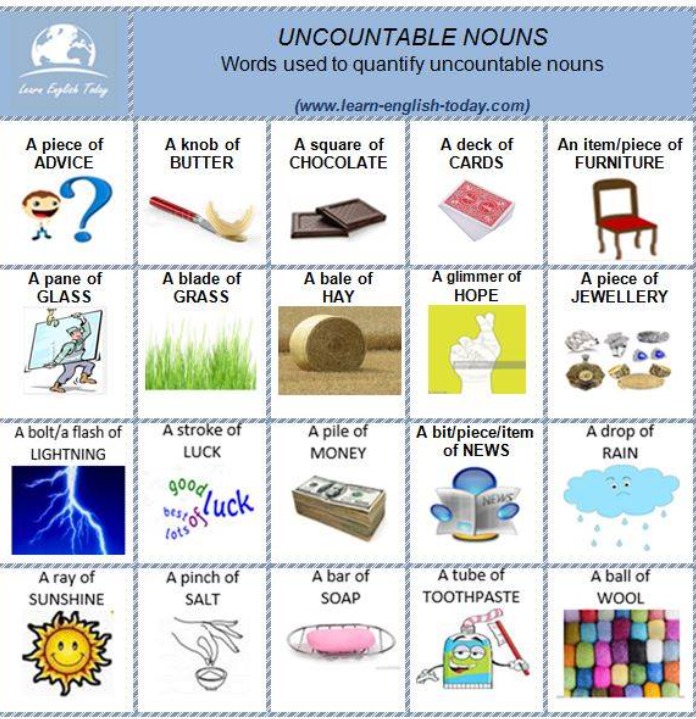 Learn English Today
UNCOUNTABLE NOUNS
Words used to quantify uncountable nouns
(www.learn-english-today.com)
A piece of
ADVICE
A knob of
BUTTER
A square of
CHOCOLATE
A deck of
CARDS
An item/piece of
FURNITURE
A pane of
GLASS
A blade of
GRASS
A bale of
HAY
A glimmer of
HOPE
A piece of
JEWELLERY
A bolt/a flash of
LIGHTNING
A stroke of
LUCK
good
best
lots
of
luck
A pile of
MONEY
A bit/piece/item
of NEWS
NEWS
A drop of
RAIN
A ray of
SUNSHINE
A pinch of
SALT
A bar of
SOAP
A tube of
TOOTHPASTE
A ball of
WOOL